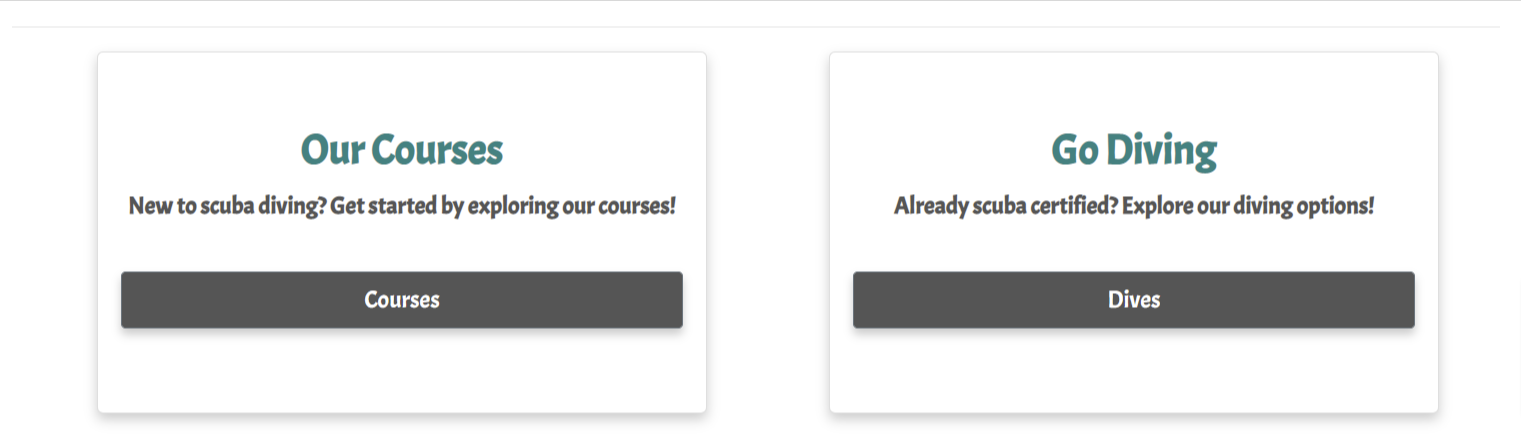 Our Courses
New to scuba diving? Get started by exploring our courses!
Courses
Go Diving
Already scuba certified? Explore our diving options!
Dives